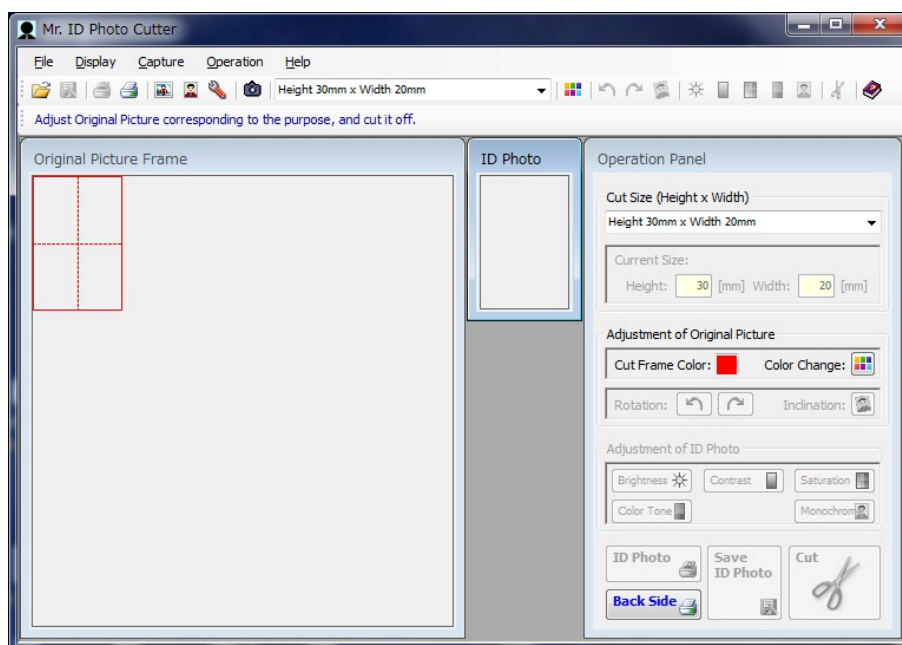 Mr. ID Photo Cutter
File Display Capture Operation Help
Height 30mm x Width 20mm
Adjust Original Picture corresponding to the purpose, and cut it off.
Original Picture Frame
ID Photo
Operation Panel
Cut Size (Height x Width)
Height 30mm x Width 20mm
Current Size:
Height: 30 [mm] Width: 20 [mm]
Adjustment of Original Picture
Cut Frame Color: Color Change:
Rotation: Inclination:
Adjustment of ID Photo
Brightness Contrast Saturation
Color Tone Monochrom
ID Photo
Save
ID Photo
Cut
Back Side